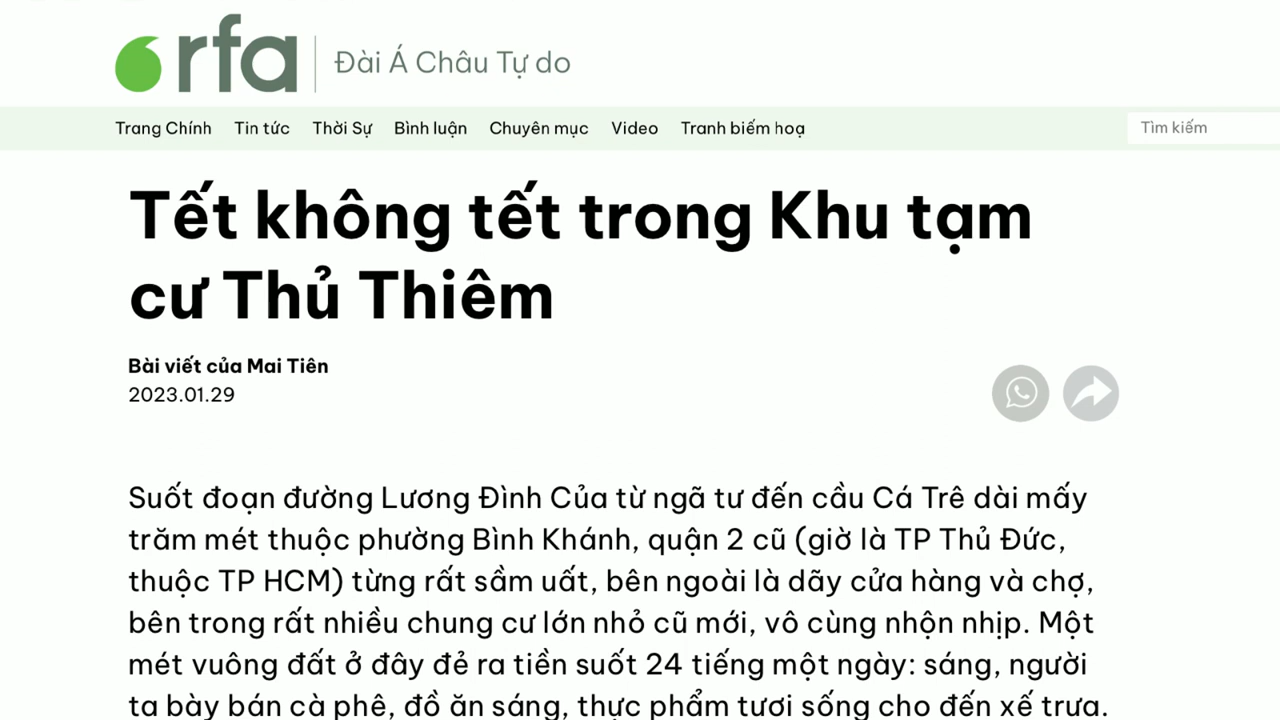 rfa Đài Á Châu Tự do
Trang Chính Tin tức Thời Sự Bình luận Chuyên mục Video Tranh biếm hoạ Tìm kiếm
Tết không tết trong Khu tạm
cư Thủ Thiêm
Bài viết của Mai Tiên
2023.01.29
Suốt đoạn đường Lương Đình Của từ ngã tư đến cầu Cá Trê dài mấy
trăm mét thuộc phường Bình Khánh, quận 2 cũ (giờ là TP Thủ Đức,
thuộc TP HCM) từng rất sầm uất, bên ngoài là dãy cửa hàng và chợ,
bên trong rất nhiều chung cư lớn nhỏ cũ mới, vô cùng nhộn nhịp. Một
mét vuông đất ở đây đẻ ra tiền suốt 24 tiếng một ngày: sáng, người
ta bày bán cà phê, đồ ăn sáng, thực phẩm tươi sống cho đến xế trưa.